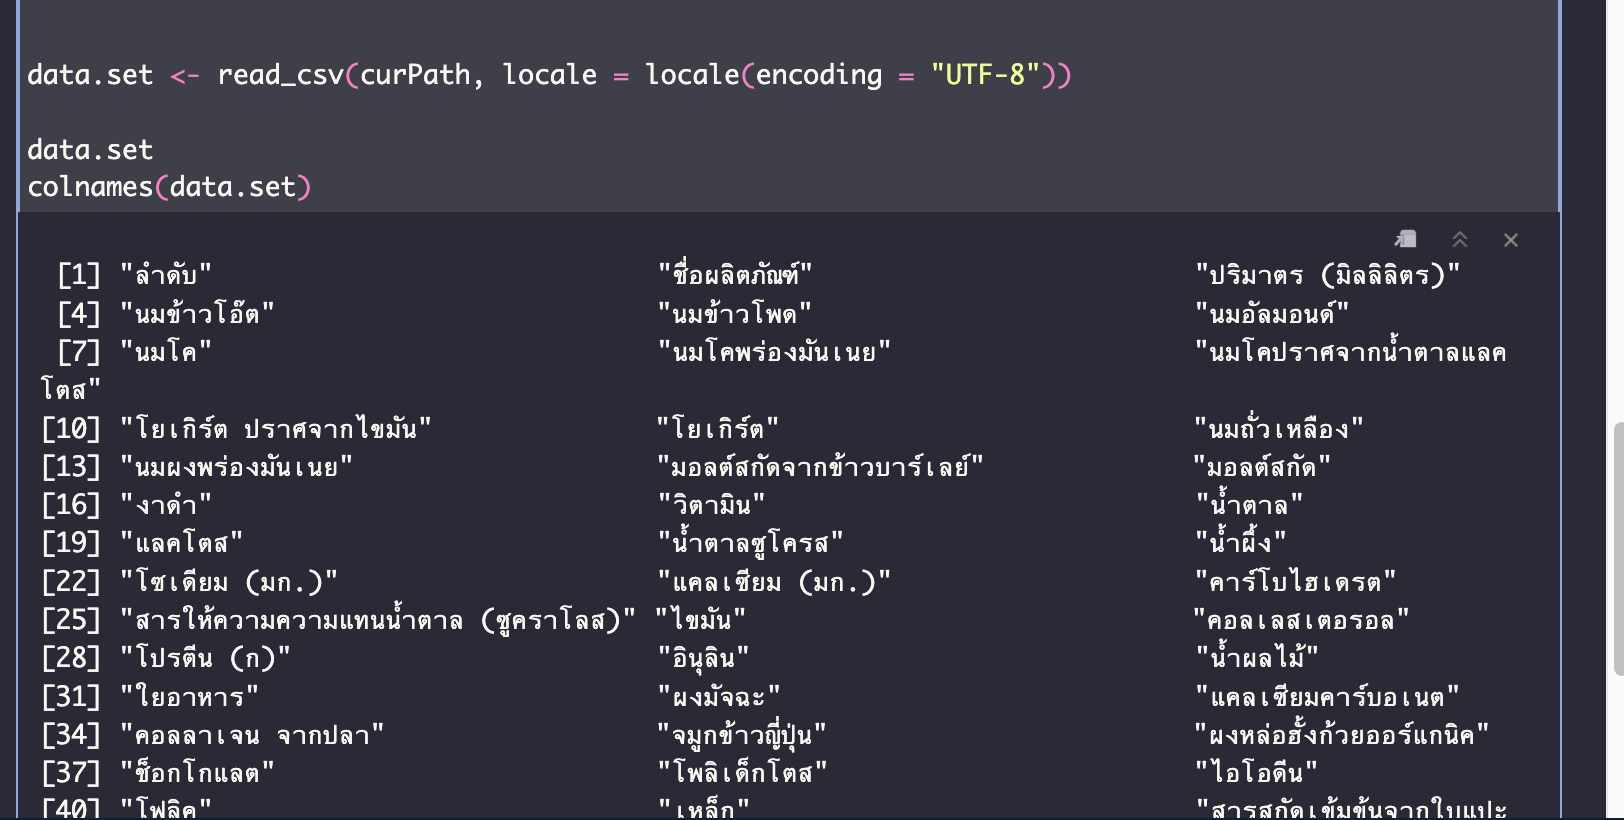 data.set <- read_csv(curPath, locale = locale(encoding = "UTF-8"))
data.set
colnames(data.set)
[1] "ลำดับ" "ชื่อผลิตภัณฑ์" "ปริมาตร (มิลลิลิตร)"
[4] "นมข้าวโอ๊ต" "นมข้าวโพด" "นมอัลมอนด์"
[7] "นมโค" "นมโคพร่องมันเนย" "นมโคปราศจากน้ำตาลแลค
โตส"
[10] "โยเกิร์ต ปราศจากไขมัน" "โยเกิร์ต" "นมถั่วเหลือง"
[13] "นมผงพร่องมันเนย" "มอลต์สกัดจากข้าวบาร์เลย์" "มอลต์สกัด"
[16] "งาดำ" "วิตามิน" "น้ำตาล"
[19] "แลคโตส" "น้ำตาลซูโครส" "น้ำผึ้ง"
[22] "โซเดียม (มก.)" "แคลเซียม (มก.)" "คาร์โบไฮเดรต"
[25] "สารให้ความความแทนน้ำตาล (ซูคราโลส)" "ไขมัน" "คอลเลสเตอรอล"
[28] "โปรตีน (ก)" "อินุลิน" "น้ำผลไม้"
[31] "ใยอาหาร" "ผงมัจฉะ" "แคลเซียมคาร์บอเนต"
[34] "คอลลาเจน จากปลา" "จมูกข้าวญี่ปุ่น" "ผงหล่อฮั้งก้วยออร์แกนิค"
[37] "ช็อกโกแลต" "โพลิเด็กโตส" "ไอโอดีน"
[40] "โฟลิค" "เหล็ก" "สารสกัดเข้มข้นจากใบแปะ